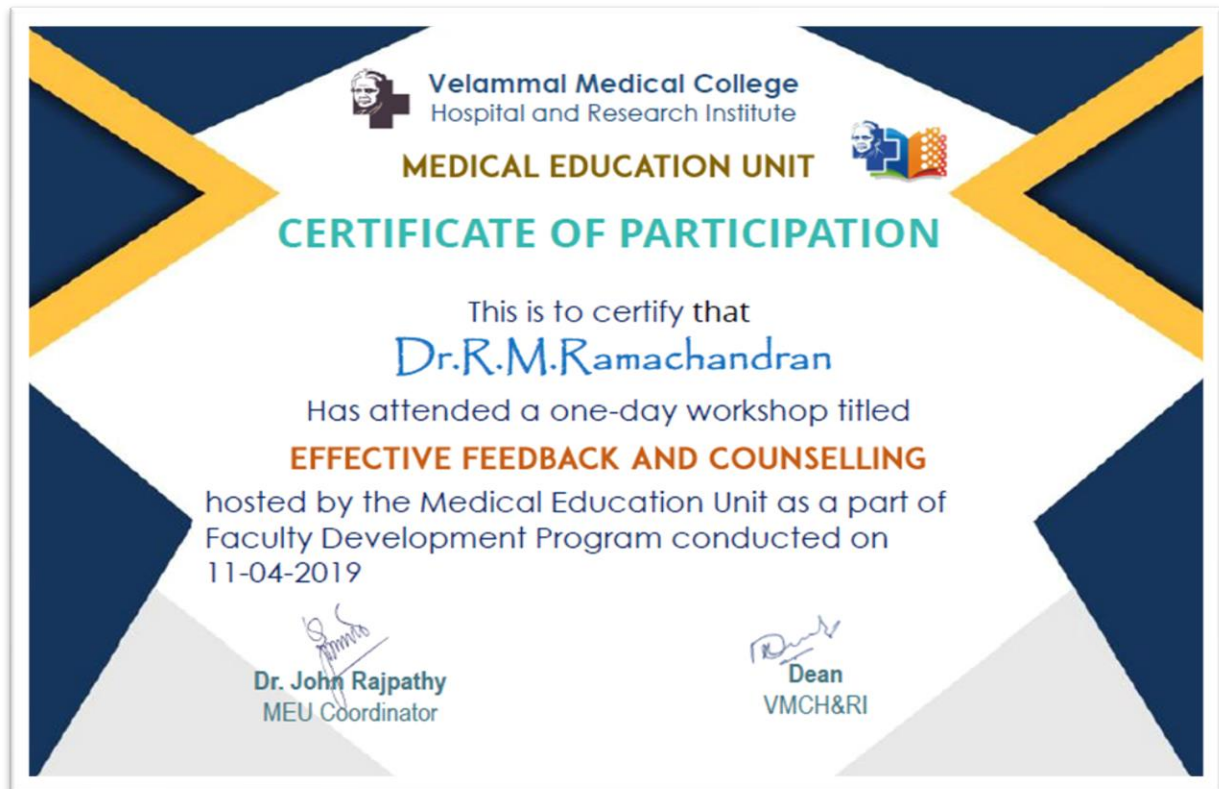 Velammal Medical College
Hospital and Research Institute
MEDICAL EDUCATION UNIT
CERTIFICATE OF PARTICIPATION
This is to certify that
Dr.R.M.Ramachandran
Has attended a one-day workshop titled
EFFECTIVE FEEDBACK AND COUNSELLING
hosted by the Medical Education Unit as a part of
Faculty Development Program conducted on
11-04-2019
Dr. John Rajpathy
MEU Coordinator
Dean
VMCH&RI